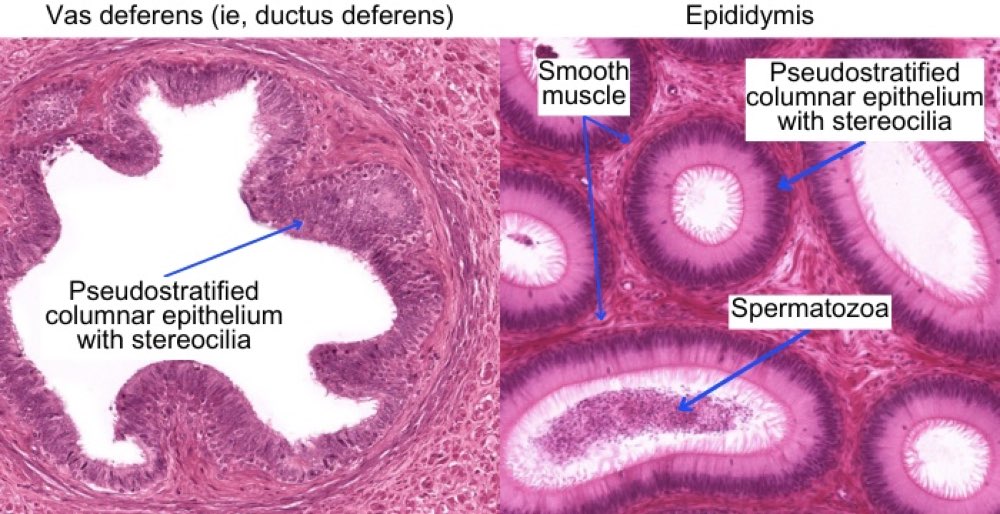 Vas deferens (ie, ductus deferens)
Epididymis
Smooth
muscle
Pseudostratified
columnar epithelium
with stereocilia
Pseudostratified
columnar epithelium
with stereocilia
Spermatozoa